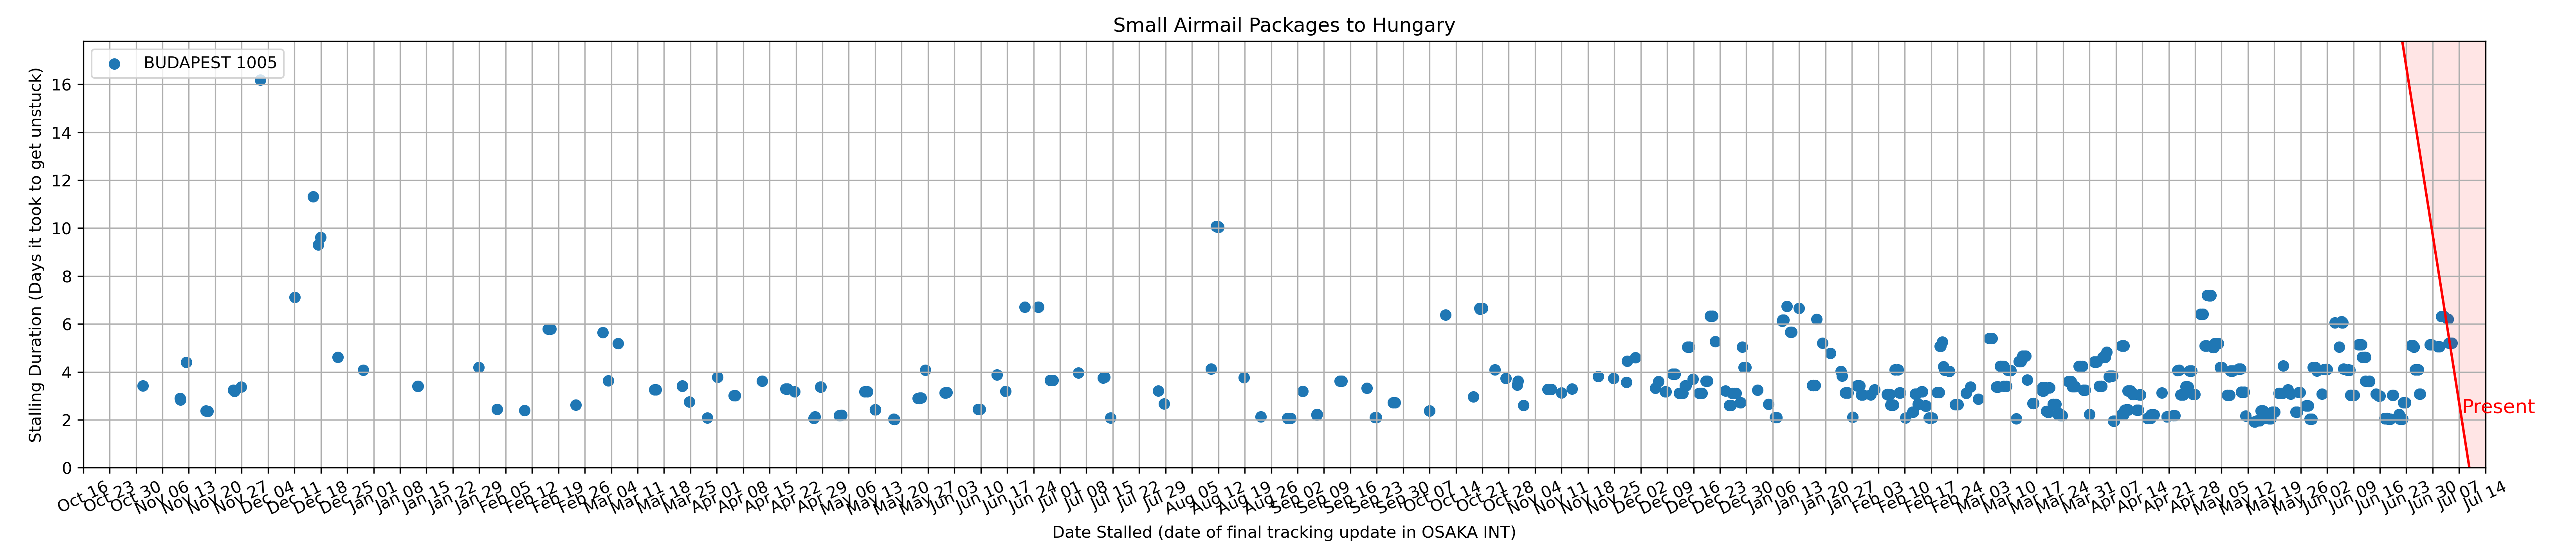 Small Airmail Packages to Hungary
BUDAPEST 1005
Stalling Duration (Days it took to get unstuck)
16
14
12
10
8
6
4
2
0
Present
Oct 16 Oct 23 Oct 30 Nov 06 Nov 13 Nov 20 Nov 27 Dec 04 Dec 11 Dec 18 Dec 25 Jan 01 Jan 08 Jan 15 Jan 22 Jan 29 Feb 05 Feb 12 Feb 19 Feb 26 Mar 04 Mar 11 Mar 18 Mar 25 Apr 01 Apr 08 Apr 15 Apr 22 Apr 29 May 06 May 13 May 20 May 27 Jun 03 Jun 10 Jun 17 Jun 24 Jul 01 Jul 08 Jul 15 Jul 22 Jul 29 Aug 05 Aug 12 Aug 19 Aug 26 Sep 02 Sep 09 Sep 16 Sep 23 Sep 30 Oct 07 Oct 14 Oct 21 Oct 28 Nov 04 Nov 11 Nov 18 Nov 25 Dec 02 Dec 09 Dec 16 Dec 23 Dec 30 Jan 06 Jan 13 Jan 20 Jan 27 Feb 03 Feb 10 Feb 17 Feb 24 Mar 03 Mar 10 Mar 17 Mar 24 Mar 31 Apr 07 Apr 14 Apr 21 Apr 28 May 05 May 12 May 19 May 26 Jun 02 Jun 09 Jun 16 Jun 23 Jun 30 Jul 07 Jul 14
Date Stalled (date of final tracking update in OSAKA INT)